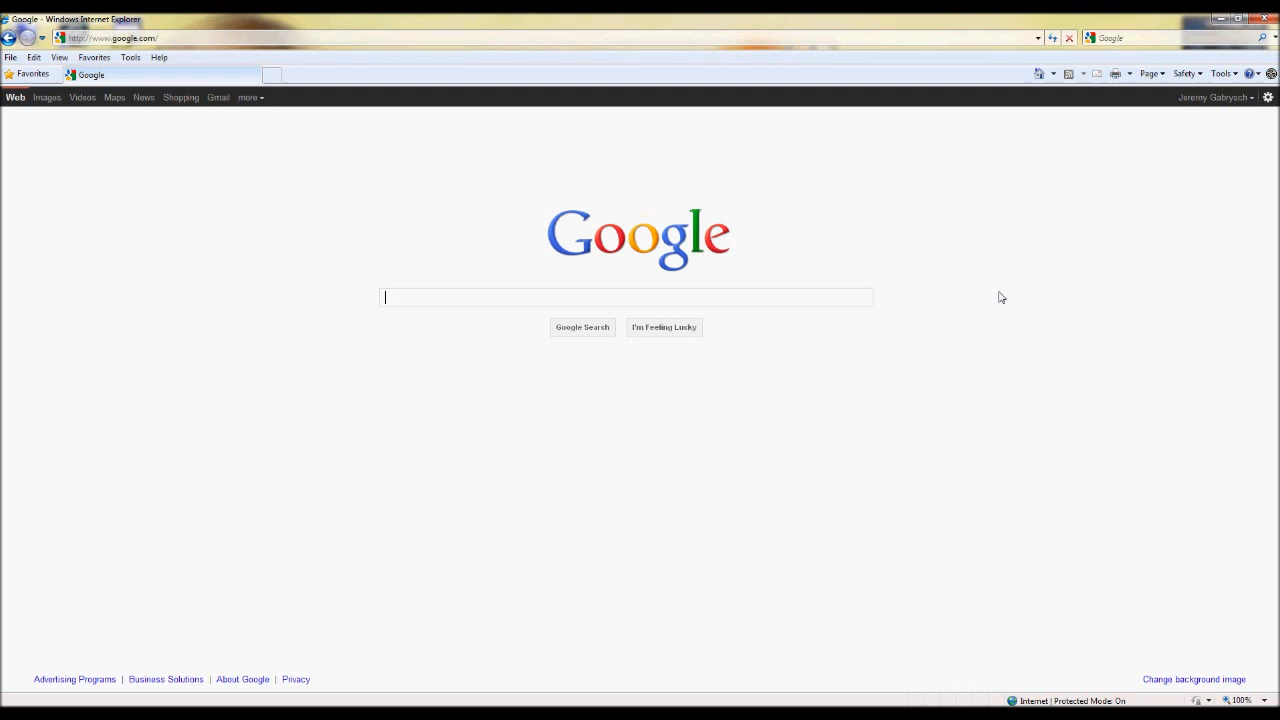 Google - Windows Internet Explorer
http://www.google.com/
Google
File Edit View Favorites Tools Help
Favorites
Google
Page Safety Tools
Web Images Videos Maps News Shopping Gmail more
Jeremy Gabrysch
Google
Google Search
I'm Feeling Lucky
Advertising Programs | Business Solutions | About Google | Privacy
Change background image
Internet | Protected Mode: On
100%